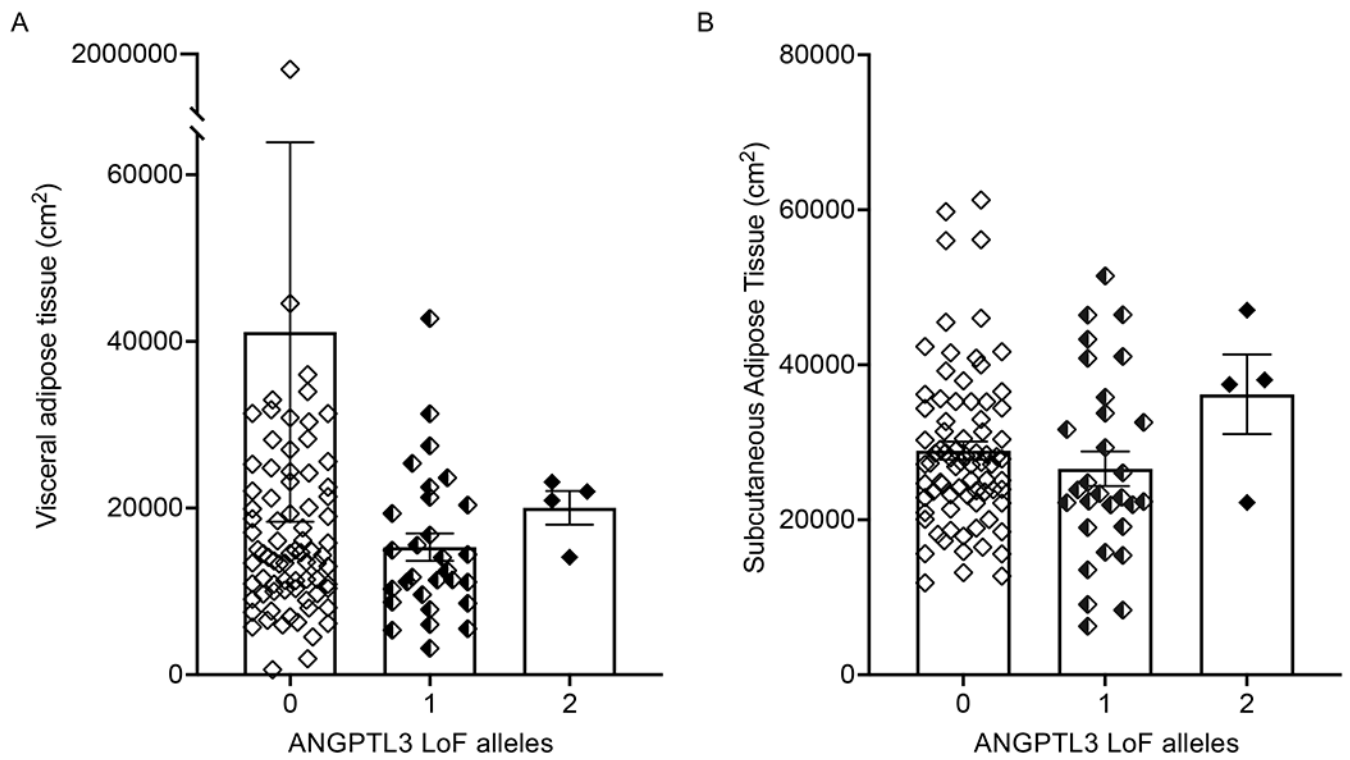 A
Visceral adipose tissue (cm²)
2000000
60000
40000
20000
0
0 1 2
ANGPTL3 LoF alleles
B
Subcutaneous Adipose Tissue (cm²)
80000
60000
40000
20000
0
0 1 2
ANGPTL3 LoF alleles